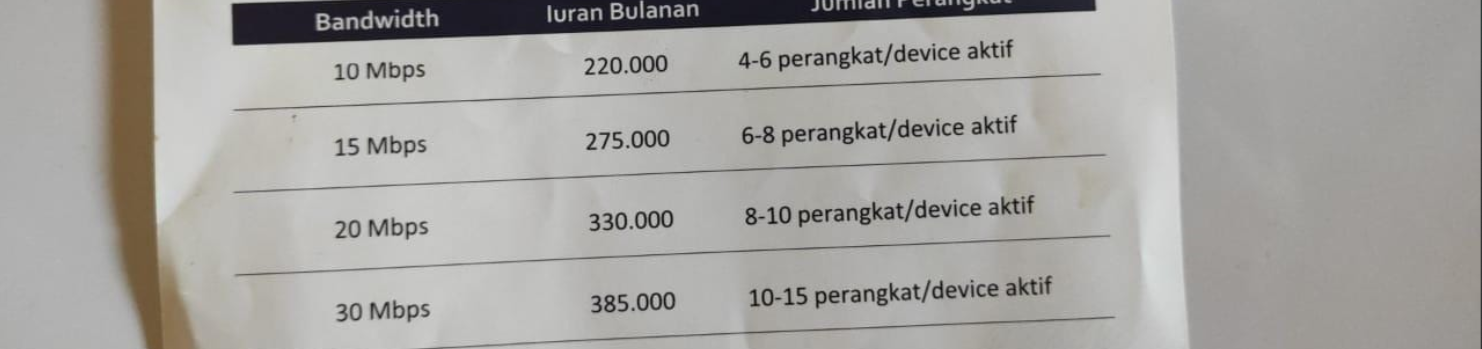 Bandwidth Iuran Bulanan Jumlah Perangkat
10 Mbps 220.000 4-6 perangkat/device aktif
15 Mbps 275.000 6-8 perangkat/device aktif
20 Mbps 330.000 8-10 perangkat/device aktif
30 Mbps 385.000 10-15 perangkat/device aktif